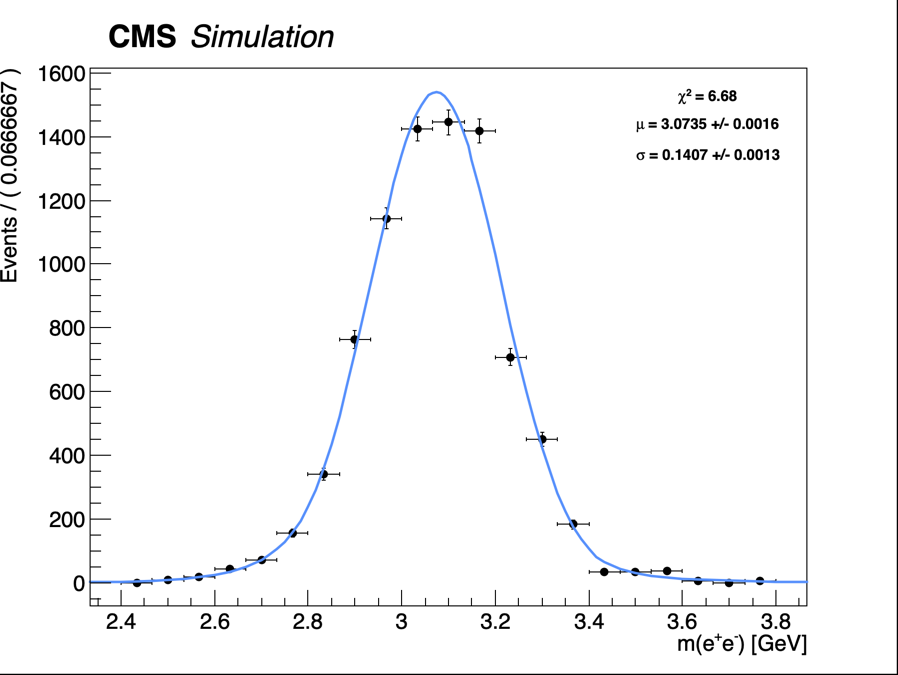 CMS Simulation
Events / ( 0.0666667 )
1600
1400
1200
1000
800
600
400
200
0
χ² = 6.68
μ = 3.0735 +/- 0.0016
σ = 0.1407 +/- 0.0013
2.4 2.6 2.8 3 3.2 3.4 3.6 3.8
m(e⁺e⁻) [GeV]